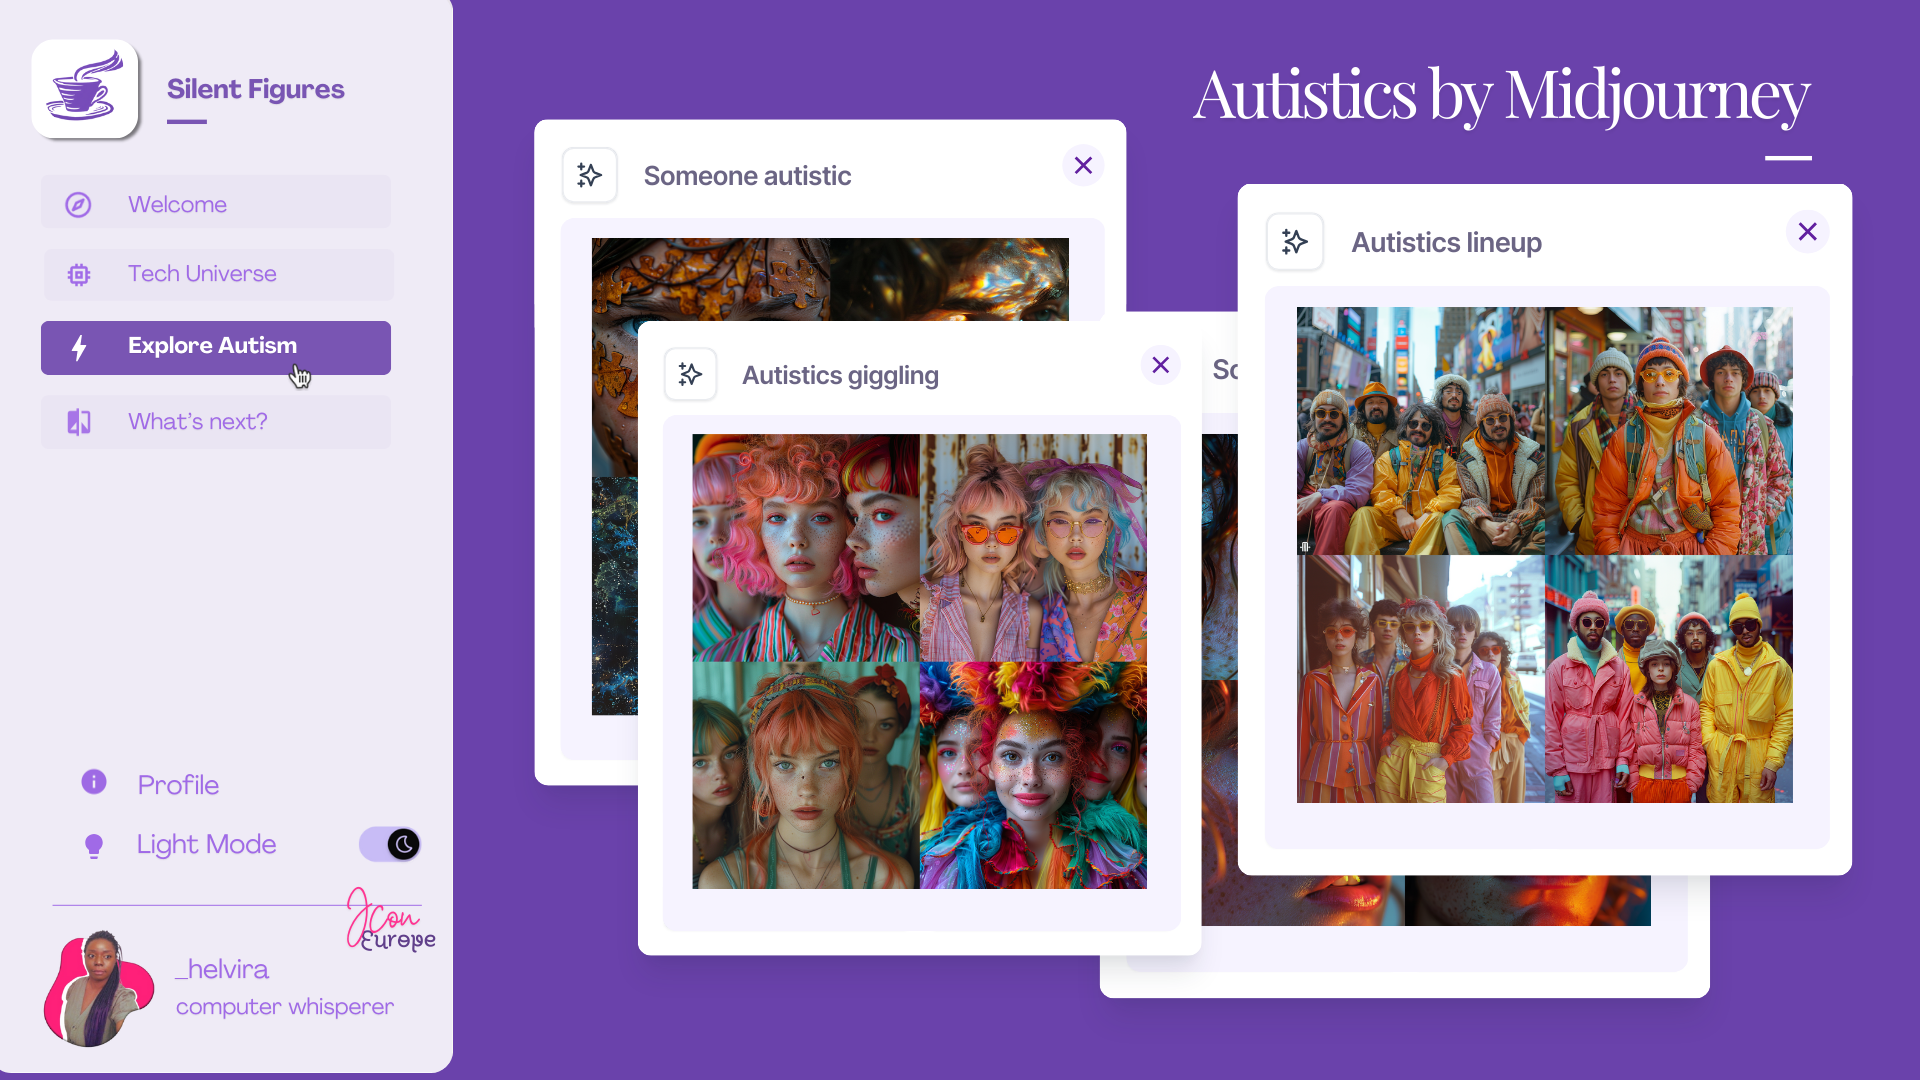 Silent Figures
Welcome
Tech Universe
Explore Autism
What's next?
Profile
Light Mode
JCon
Europe
_helvira
computer whisperer
Autistics by Midjourney
Someone autistic
Autistics giggling
Autistics lineup